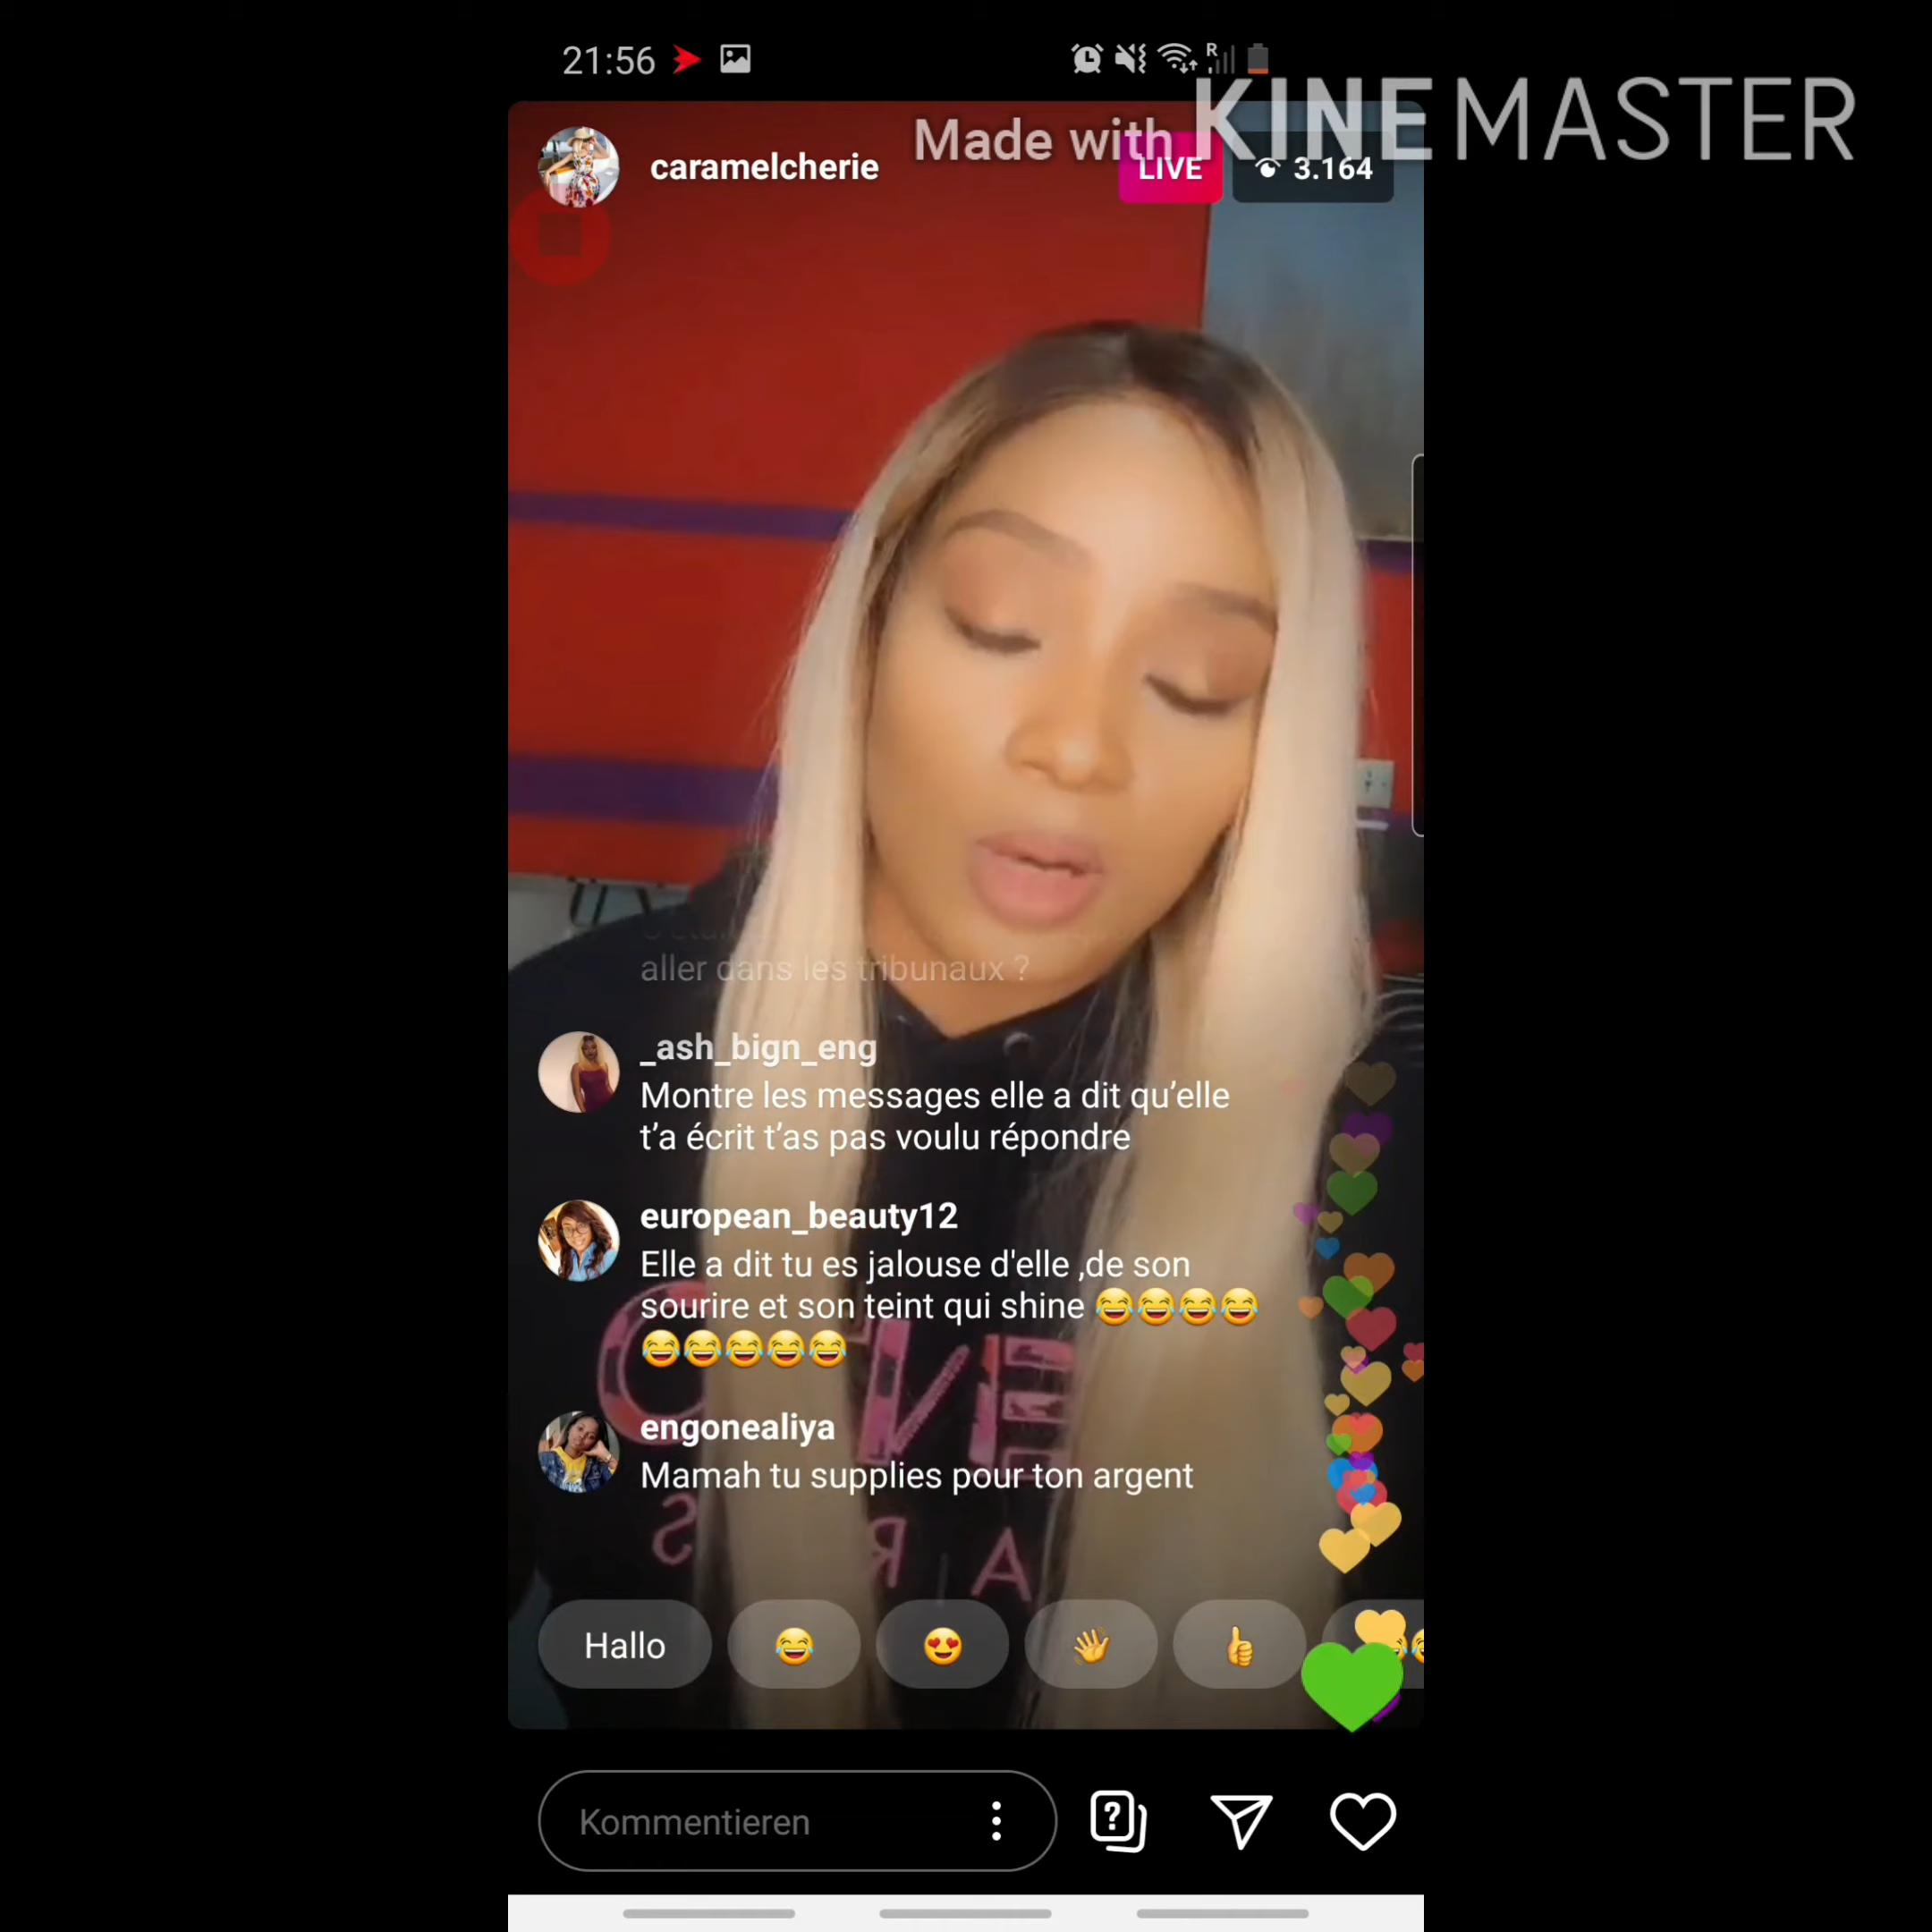 21:56
R
Made with KINEMASTER
caramelcherie
LIVE
3.164
aller dans les tribunaux ?
_ash_bign_eng
Montre les messages elle a dit qu’elle
t’a écrit t’as pas voulu répondre
european_beauty12
Elle a dit tu es jalouse d'elle ,de son
sourire et son teint qui shine 😂😂😂😂
😂😂😂😂😂
engonealiya
Mamah tu supplies pour ton argent
Hallo 😂 😍 👋 👍
Kommentieren